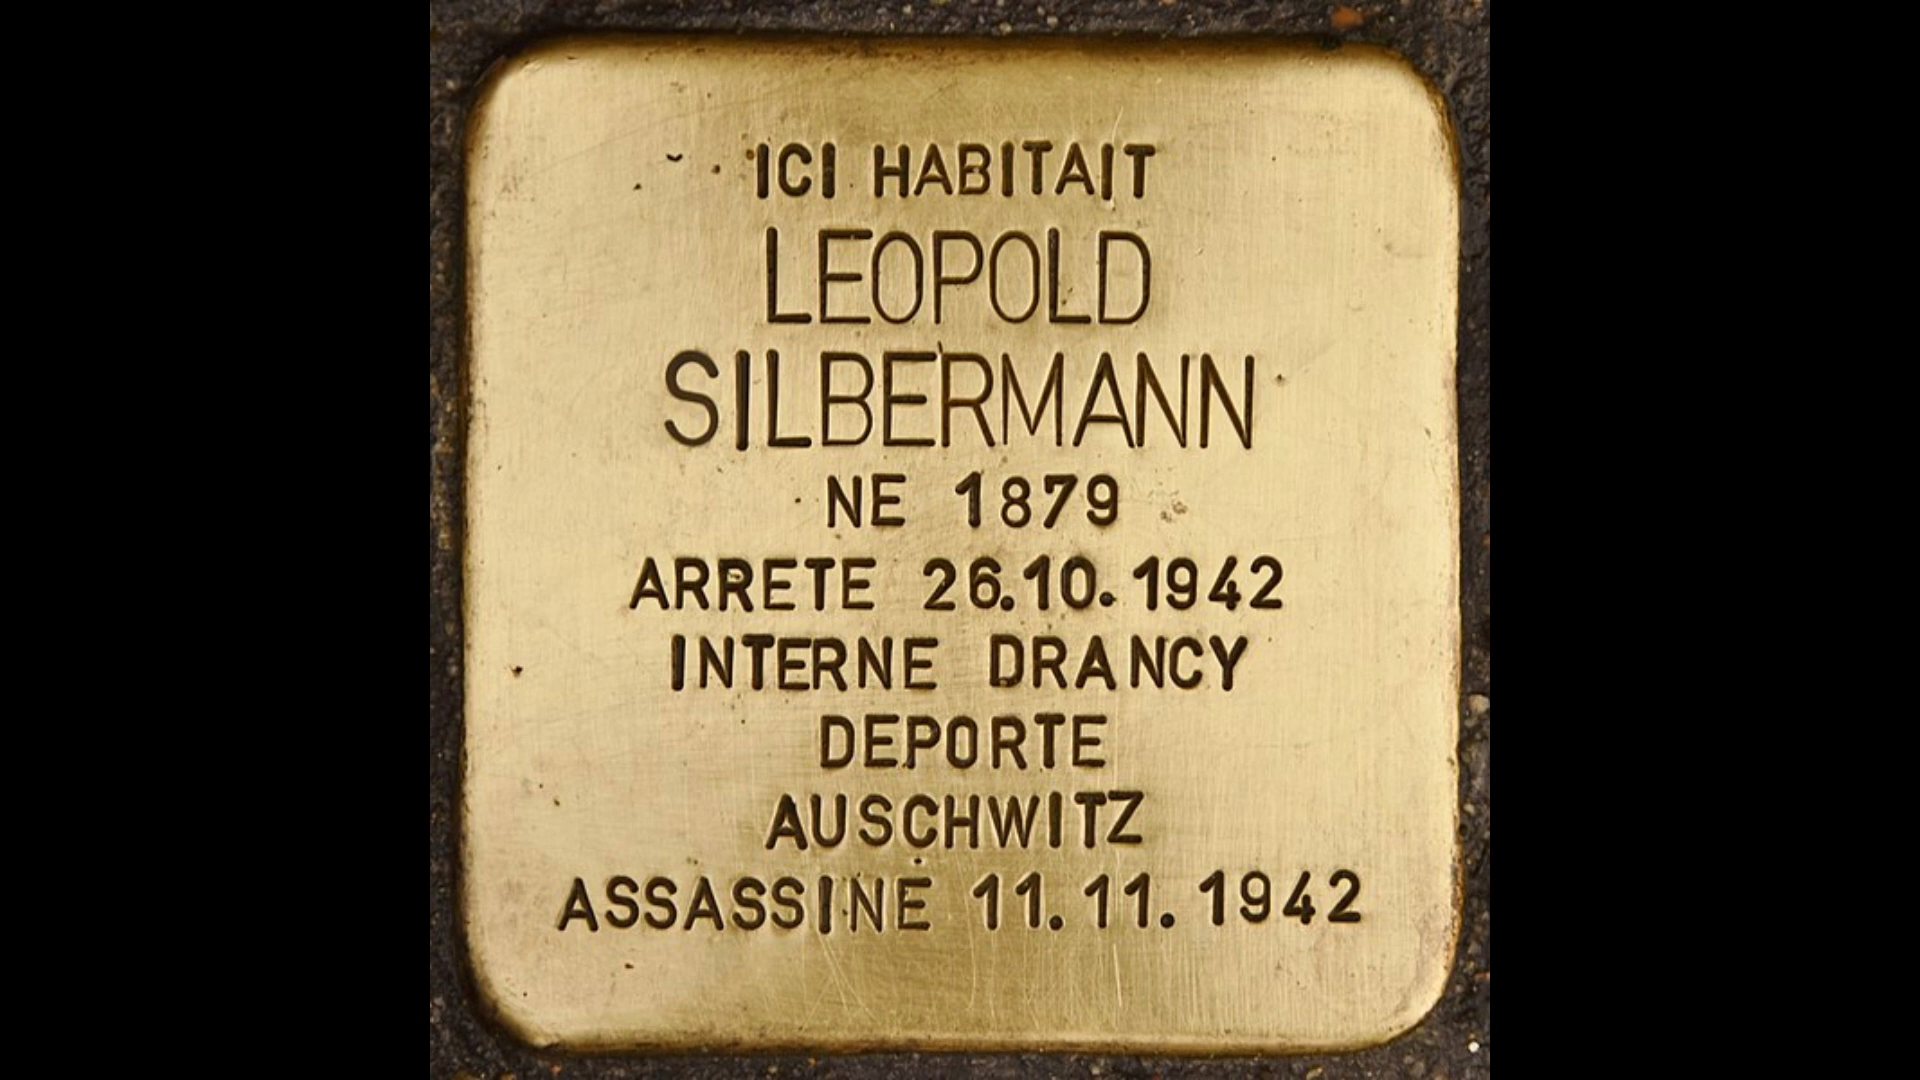 ICI HABITAIT
LEOPOLD
SILBERMANN
NE 1879
ARRETE 26.10.1942
INTERNE DRANCY
DEPORTE
AUSCHWITZ
ASSASSINE 11.11.1942